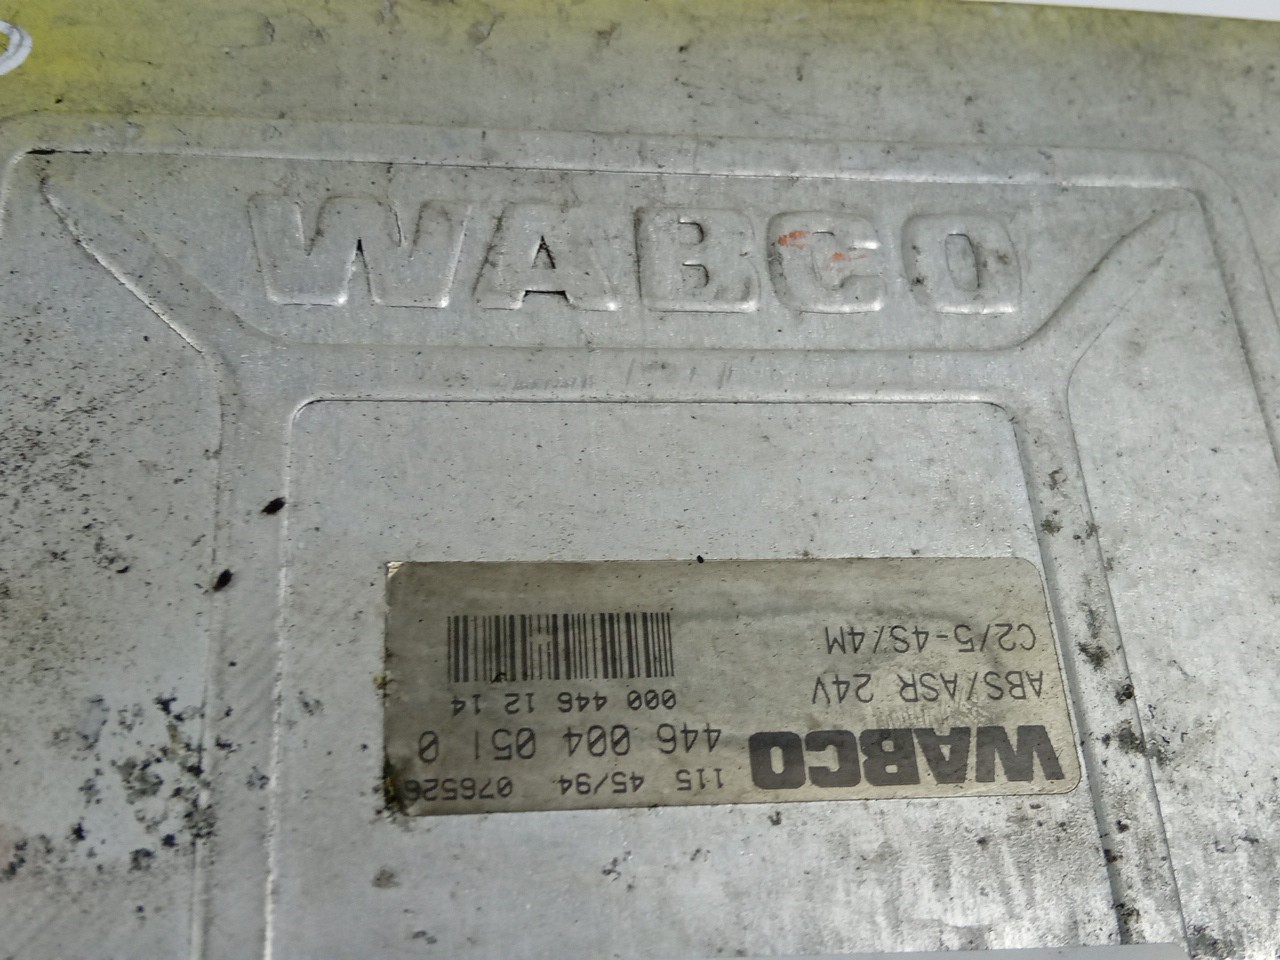 WABCO
115 45/94 076526
WABCO 446 004 051 0
000 446 12 14
ABS/ASR 24V
C2/5-4S/4M